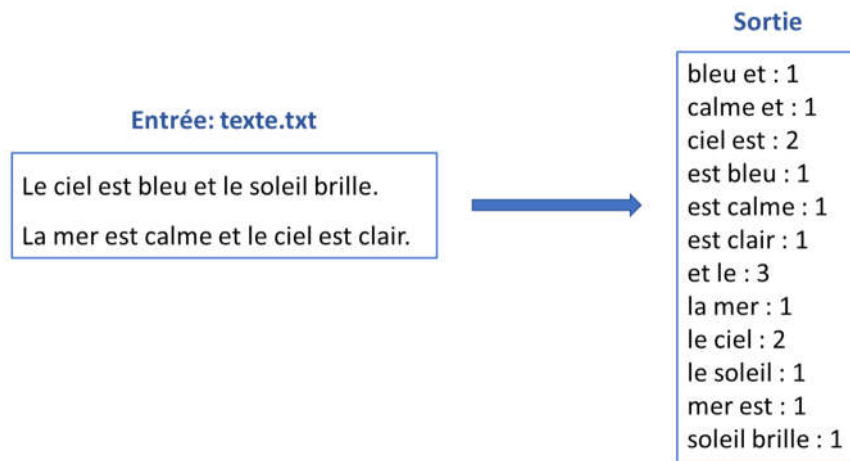 Sortie
Entrée: texte.txt
Le ciel est bleu et le soleil brille.
La mer est calme et le ciel est clair.
bleu et : 1
calme et : 1
ciel est : 2
est bleu : 1
est calme : 1
est clair : 1
et le : 3
la mer : 1
le ciel : 2
le soleil : 1
mer est : 1
soleil brille : 1